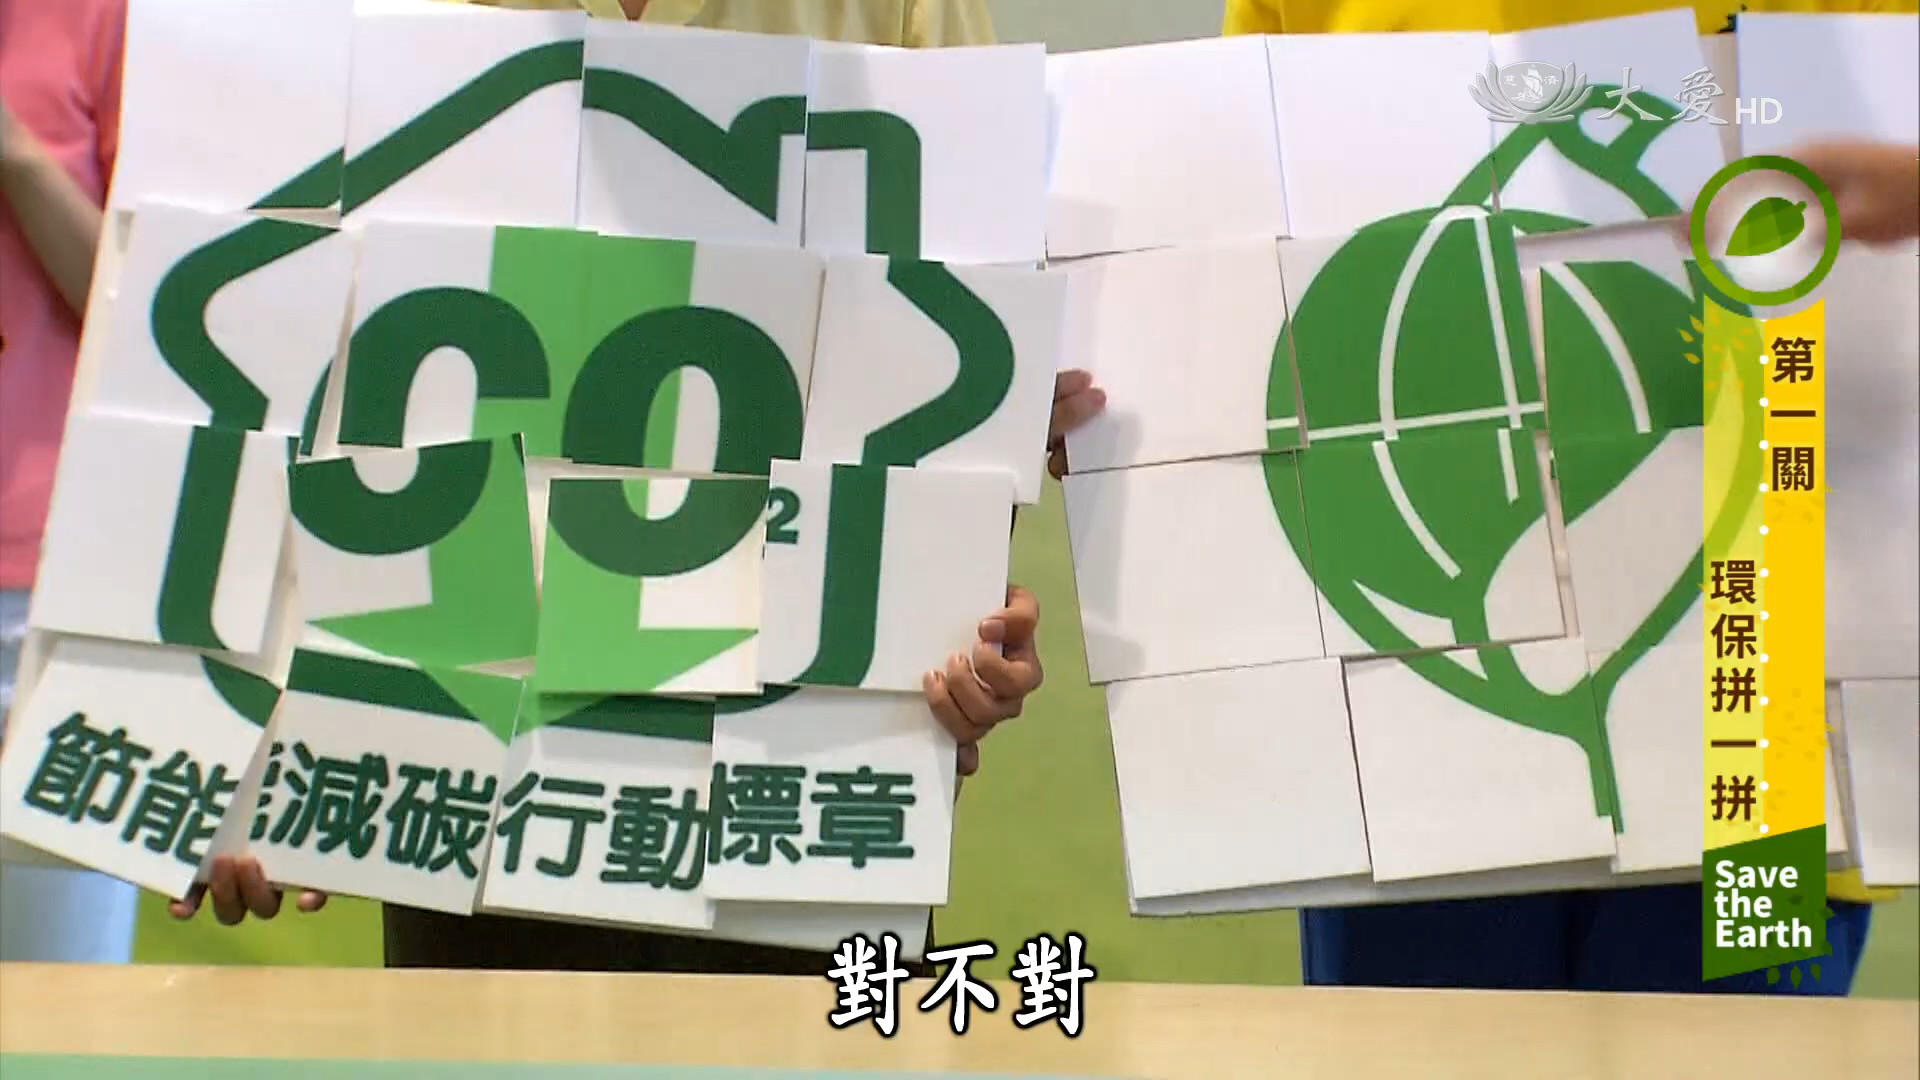 大愛HD
CO2
節能減碳行動標章
第一關
環保拼一拼
Save
the
Earth
對不對